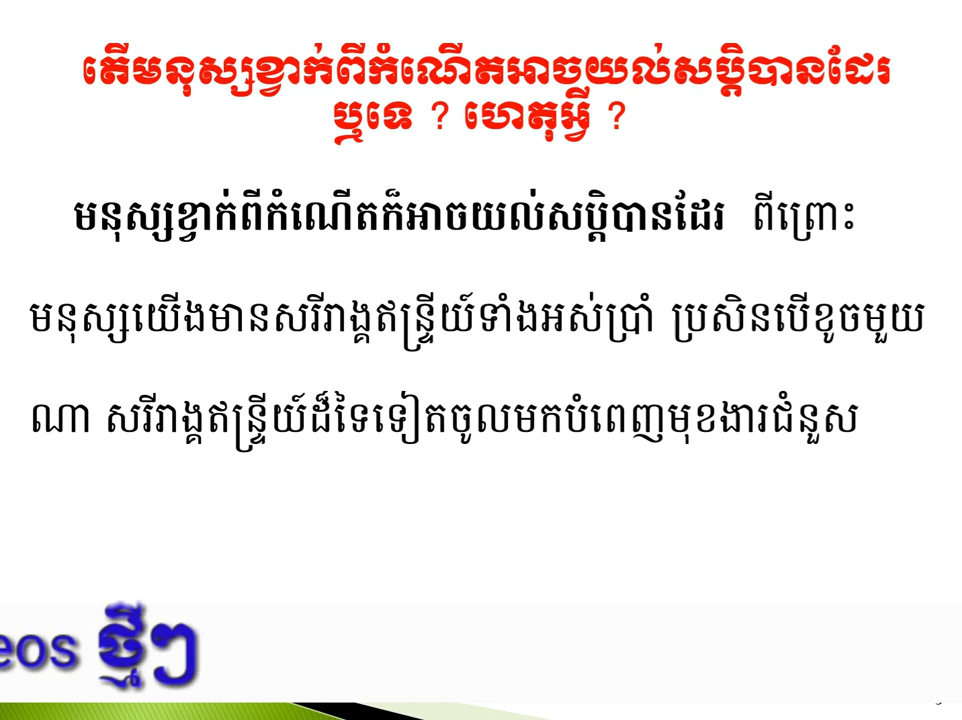 តើមនុស្សខ្វាក់ពីកំណើតអាចយល់សប្តិបានដែរ
ឬទេ ? ហេតុអ្វី ?
មនុស្សខ្វាក់ពីកំណើតក៏អាចយល់សប្តិបានដែរ ពីព្រោះ
មនុស្សយើងមានសរីរាង្គឥន្ទ្រីយ៍ទាំងអស់ប្រាំ ប្រសិនបើខូចមួយ
ណា សរីរាង្គឥន្ទ្រីយ៍ដ៏ទៃទៀតចូលមកបំពេញមុខងារជំនួស
eos ថ្មីៗ